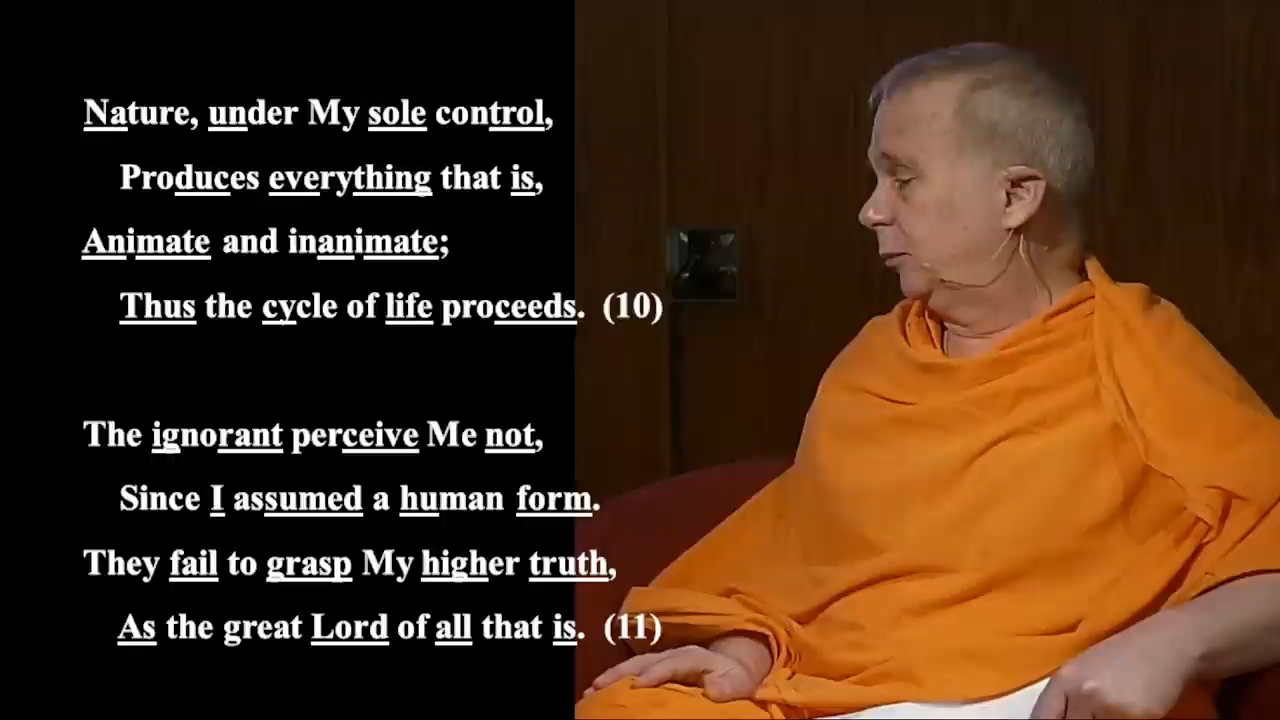 Nature, under My sole control,
Produces everything that is,
Animate and inanimate;
Thus the cycle of life proceeds. (10)
The ignorant perceive Me not,
Since I assumed a human form.
They fail to grasp My higher truth,
As the great Lord of all that is. (11)